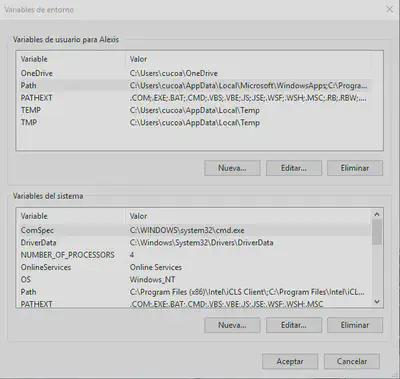 Variables de entorno
Variables de usuario para Alexis
Variable Valor
OneDrive C:\Users\cucoa\OneDrive
Path C:\Users\cucoa\AppData\Local\Microsoft\WindowsApps;C:\Progra...
PATHEXT .COM;.EXE;.BAT;.CMD;.VBS;.VBE;.JS;.JSE;.WSF;.WSH;.MSC;.RB;.RBW;...
TEMP C:\Users\cucoa\AppData\Local\Temp
TMP C:\Users\cucoa\AppData\Local\Temp
Nueva... Editar... Eliminar
Variables del sistema
Variable Valor
ComSpec C:\WINDOWS\system32\cmd.exe
DriverData C:\Windows\System32\Drivers\DriverData
NUMBER_OF_PROCESSORS 4
OnlineServices Online Services
OS Windows_NT
Path C:\Program Files (x86)\Intel\iCLS Client\;C:\Program Files\Intel\iCL...
PATHEXT .COM;.EXE;.BAT;.CMD;.VBS;.VBE;.JS;.JSE;.WSF;.WSH;.MSC
Nueva... Editar... Eliminar
Aceptar Cancelar